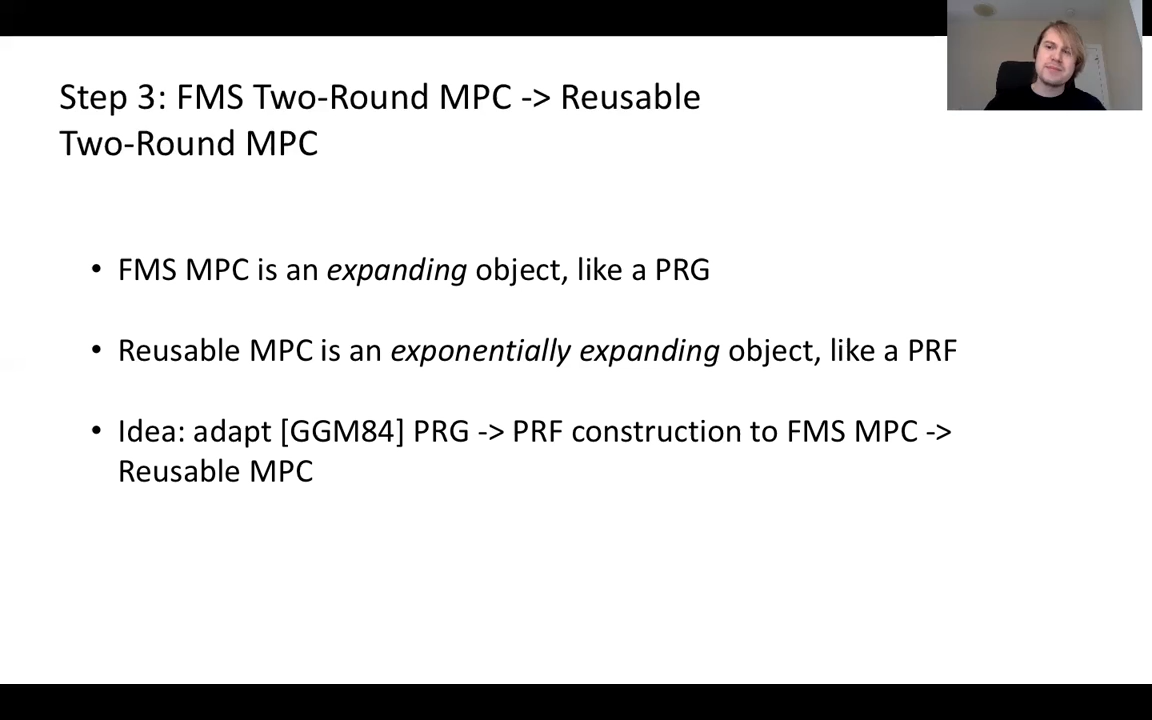 Step 3: FMS Two-Round MPC -> Reusable
Two-Round MPC
• FMS MPC is an expanding object, like a PRG
• Reusable MPC is an exponentially expanding object, like a PRF
• Idea: adapt [GGM84] PRG -> PRF construction to FMS MPC ->
Reusable MPC